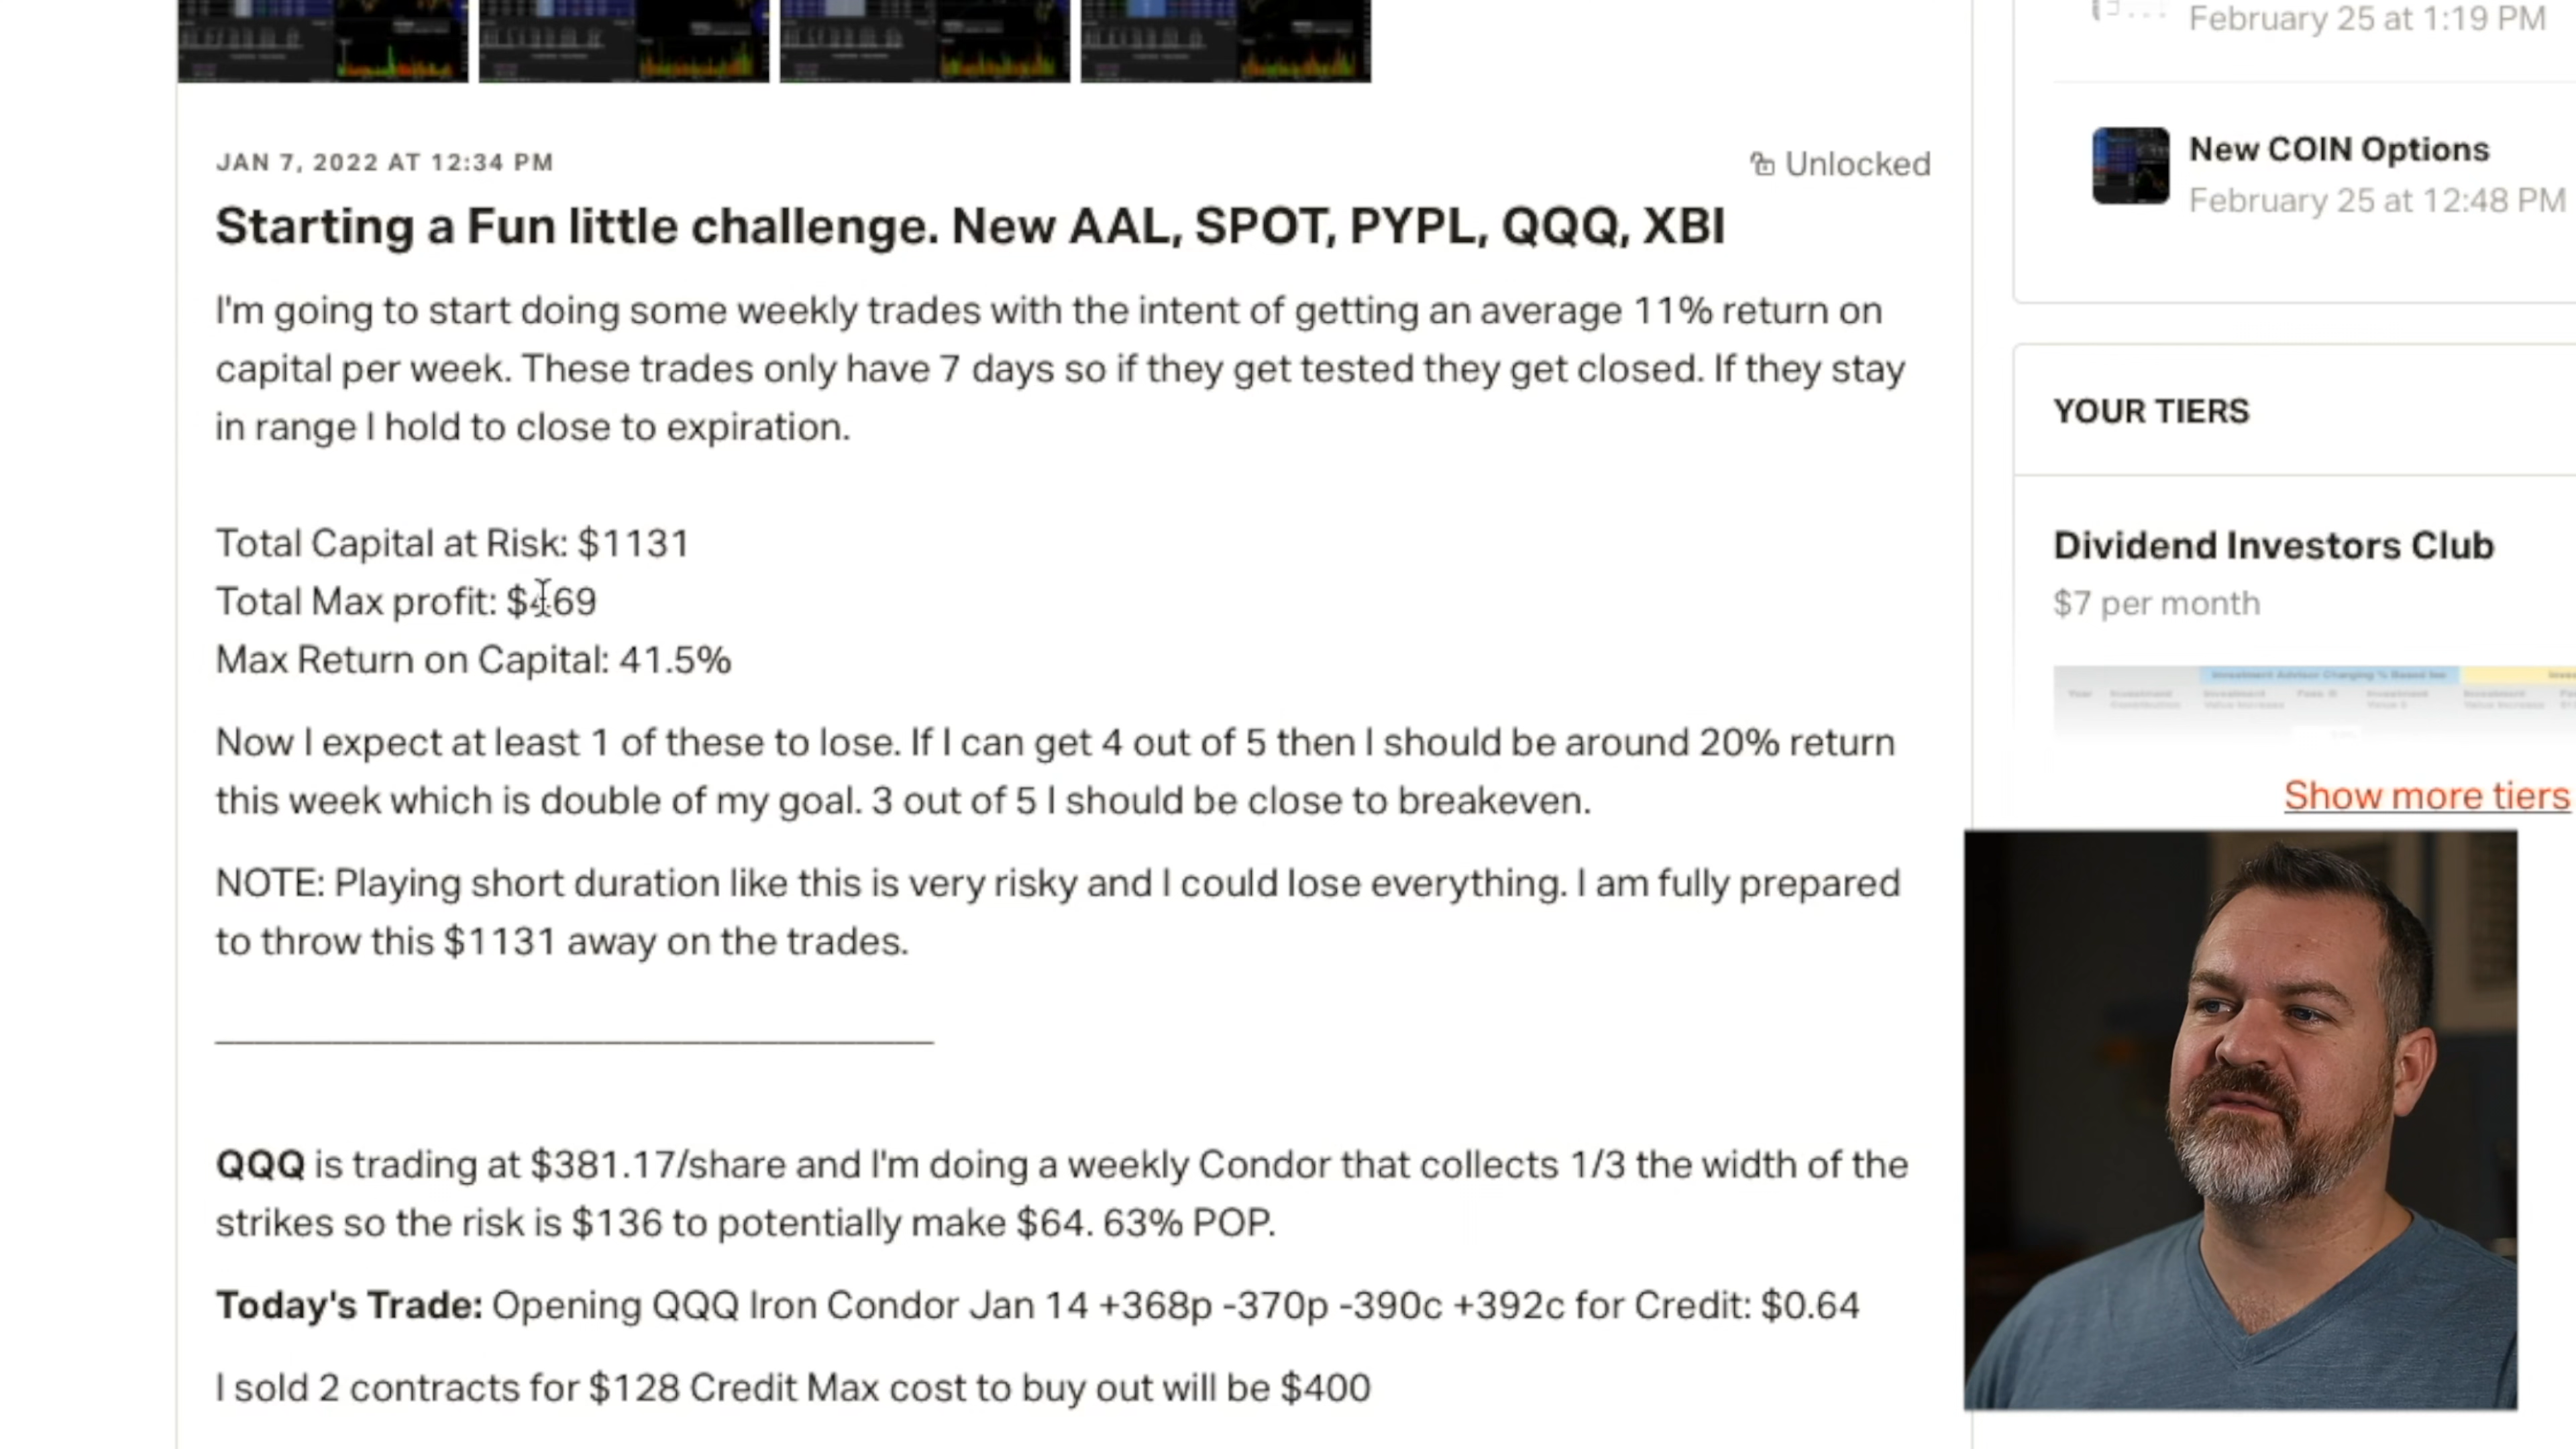 JAN 7, 2022 AT 12:34 PM
Unlocked
Starting a Fun little challenge. New AAL, SPOT, PYPL, QQQ, XBI
I'm going to start doing some weekly trades with the intent of getting an average 11% return on
capital per week. These trades only have 7 days so if they get tested they get closed. If they stay
in range I hold to close to expiration.
Total Capital at Risk: $1131
Total Max profit: $469
Max Return on Capital: 41.5%
Now I expect at least 1 of these to lose. If I can get 4 out of 5 then I should be around 20% return
this week which is double of my goal. 3 out of 5 I should be close to breakeven.
NOTE: Playing short duration like this is very risky and I could lose everything. I am fully prepared
to throw this $1131 away on the trades.
QQQ is trading at $381.17/share and I'm doing a weekly Condor that collects 1/3 the width of the
strikes so the risk is $136 to potentially make $64. 63% POP.
Today's Trade: Opening QQQ Iron Condor Jan 14 +368p -370p -390c +392c for Credit: $0.64
I sold 2 contracts for $128 Credit Max cost to buy out will be $400
February 25 at 1:19 PM
New COIN Options
February 25 at 12:48 PM
YOUR TIERS
Dividend Investors Club
$7 per month
Show more tiers